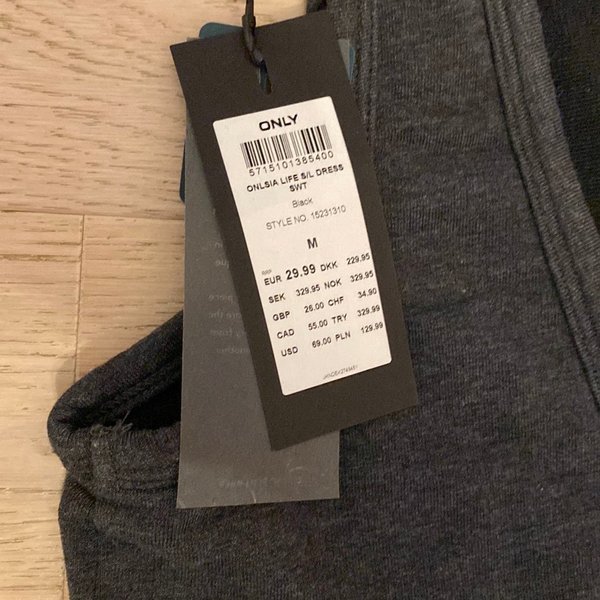 ONLY
5715101385400
ONLSIA LIFE S/L DRESS
SWT
Black
STYLE NO. 15231310
M
RRP
EUR 29.99 DKK 229.95
SEK 329.95 NOK 329.95
GBP 26.00 CHF 34.90
CAD 55.00 TRY 329.99
USD 69.00 PLN 129.99